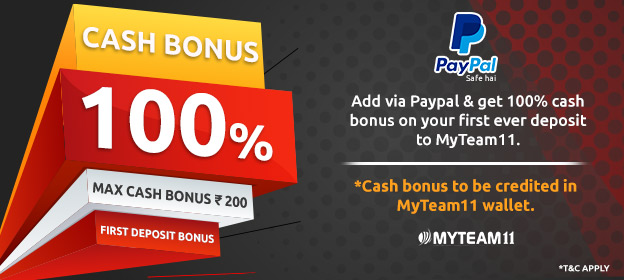 CASH BONUS
100%
MAX CASH BONUS ₹ 200
FIRST DEPOSIT BONUS
PayPal
Safe hai
Add via Paypal & get 100% cash
bonus on your first ever deposit
to MyTeam11.
*Cash bonus to be credited in
MyTeam11 wallet.
MYTEAM11
*T&C APPLY